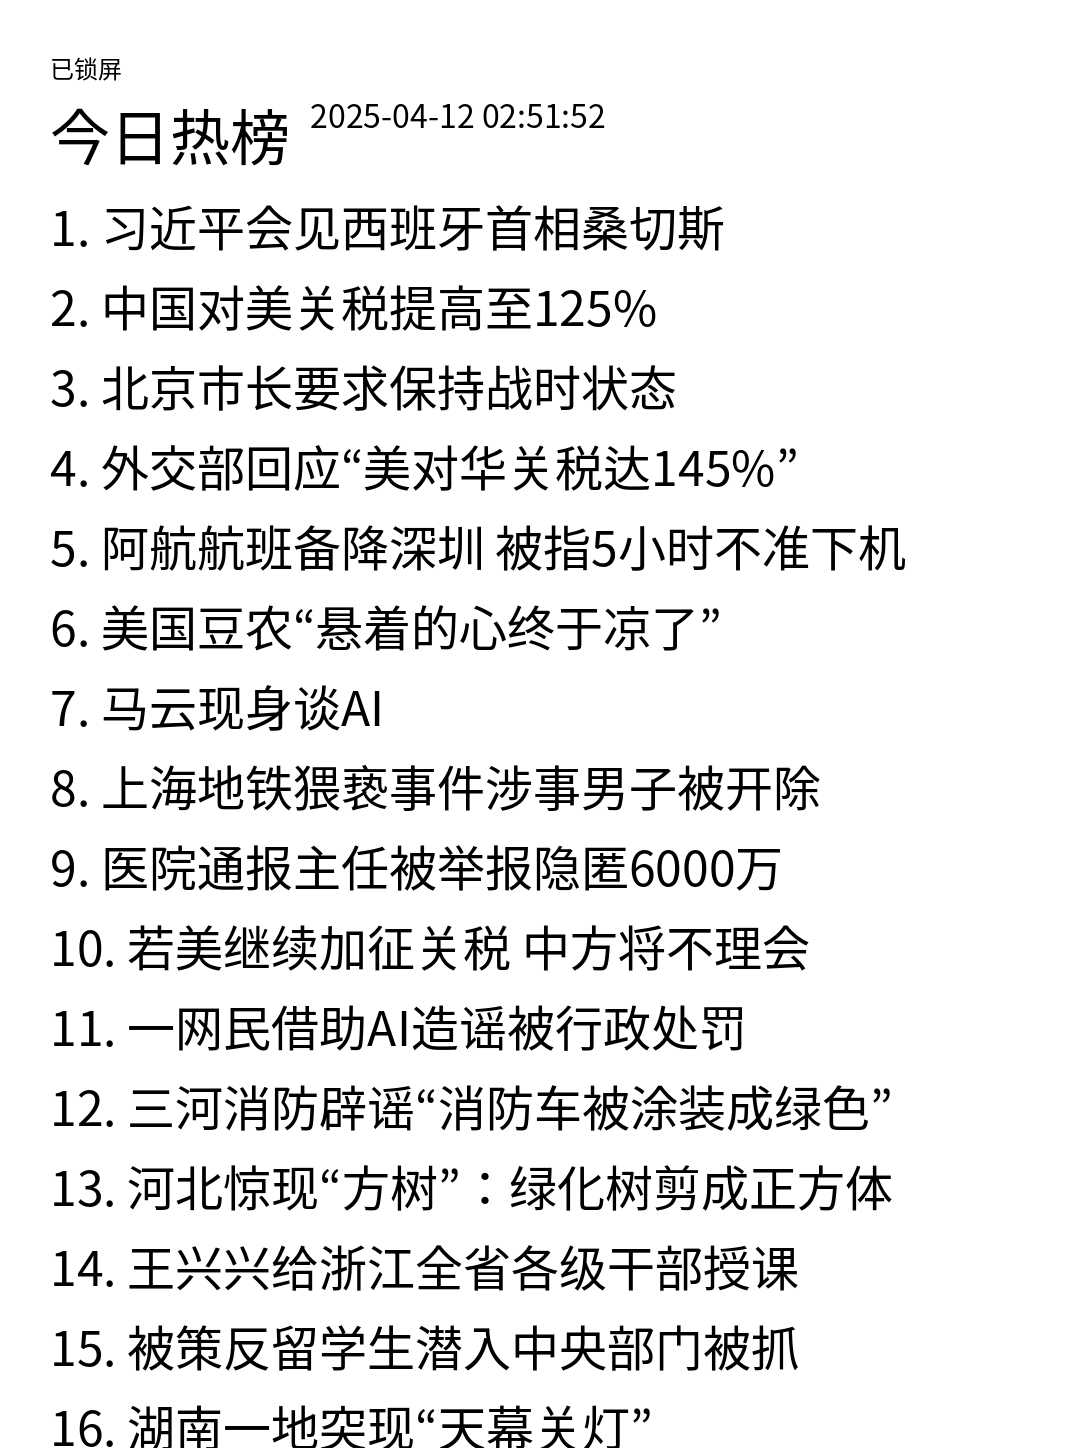 已锁屏
今日热榜 2025-04-12 02:51:52
1. 习近平会见西班牙首相桑切斯
2. 中国对美关税提高至125%
3. 北京市长要求保持战时状态
4. 外交部回应“美对华关税达145%”
5. 阿航航班备降深圳 被指5小时不准下机
6. 美国豆农“悬着的心终于凉了”
7. 马云现身谈AI
8. 上海地铁猥亵事件涉事男子被开除
9. 医院通报主任被举报隐匿6000万
10. 若美继续加征关税 中方将不理会
11. 一网民借助AI造谣被行政处罚
12. 三河消防辟谣“消防车被涂装成绿色”
13. 河北惊现“方树”：绿化树剪成正方体
14. 王兴兴给浙江全省各级干部授课
15. 被策反留学生潜入中央部门被抓
16. 湖南一地突现“天幕关灯”